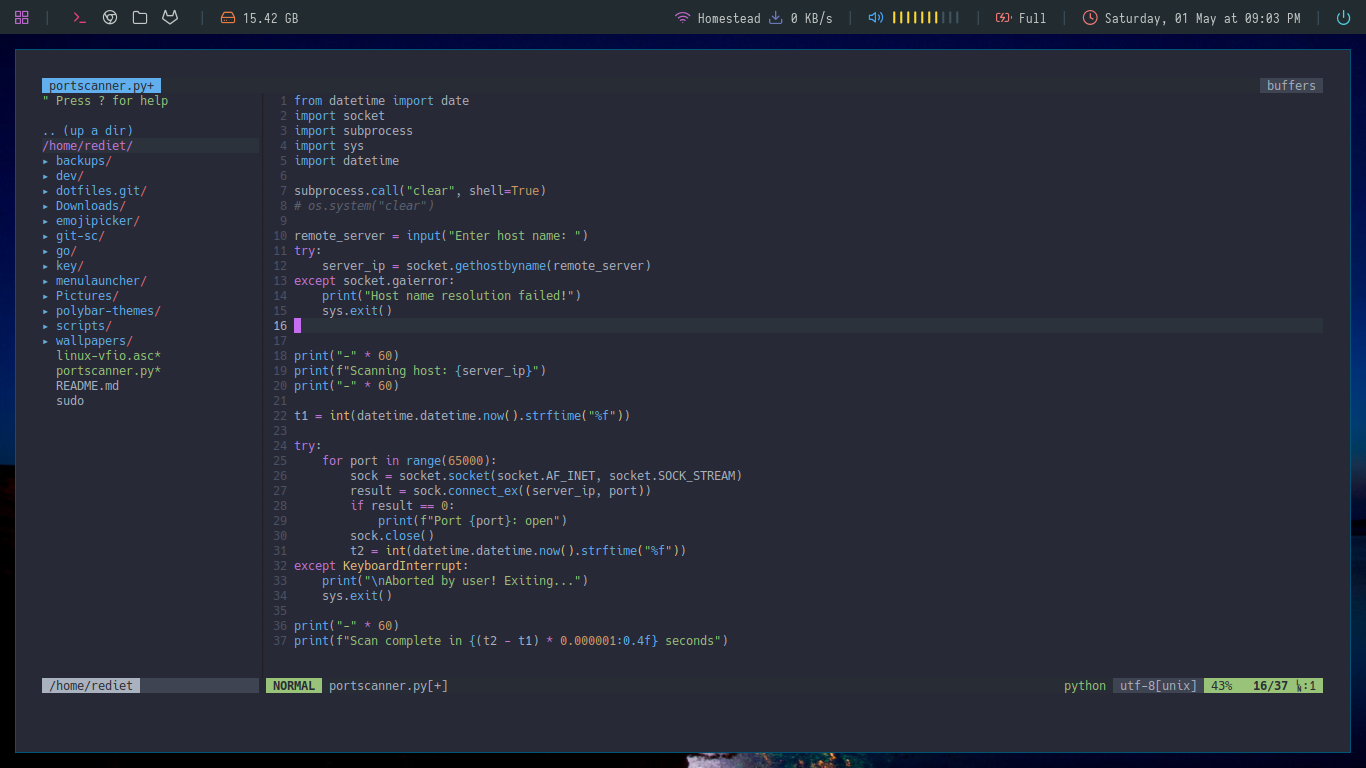 15.42 GB
Homestead 0 KB/s
Full
Saturday, 01 May at 09:03 PM
portscanner.py+
buffers
" Press ? for help
.. (up a dir)
/home/rediet/
▸ backups/
▸ dev/
▸ dotfiles.git/
▸ Downloads/
▸ emojipicker/
▸ git-sc/
▸ go/
▸ key/
▸ menulauncher/
▸ Pictures/
▸ polybar-themes/
▸ scripts/
▸ wallpapers/
linux-vfio.asc*
portscanner.py*
README.md
sudo
1 from datetime import date
2 import socket
3 import subprocess
4 import sys
5 import datetime
6
7 subprocess.call("clear", shell=True)
8 # os.system("clear")
9
10 remote_server = input("Enter host name: ")
11 try:
12     server_ip = socket.gethostbyname(remote_server)
13 except socket.gaierror:
14     print("Host name resolution failed!")
15     sys.exit()
16
17
18 print("-" * 60)
19 print(f"Scanning host: {server_ip}")
20 print("-" * 60)
21
22 t1 = int(datetime.datetime.now().strftime("%f"))
23
24 try:
25     for port in range(65000):
26         sock = socket.socket(socket.AF_INET, socket.SOCK_STREAM)
27         result = sock.connect_ex((server_ip, port))
28         if result == 0:
29             print(f"Port {port}: open")
30         sock.close()
31         t2 = int(datetime.datetime.now().strftime("%f"))
32 except KeyboardInterrupt:
33     print("\nAborted by user! Exiting...")
34     sys.exit()
35
36 print("-" * 60)
37 print(f"Scan complete in {(t2 - t1) * 0.000001:0.4f} seconds")
/home/rediet
NORMAL portscanner.py[+]
python utf-8[unix] 43% 16/37 :1